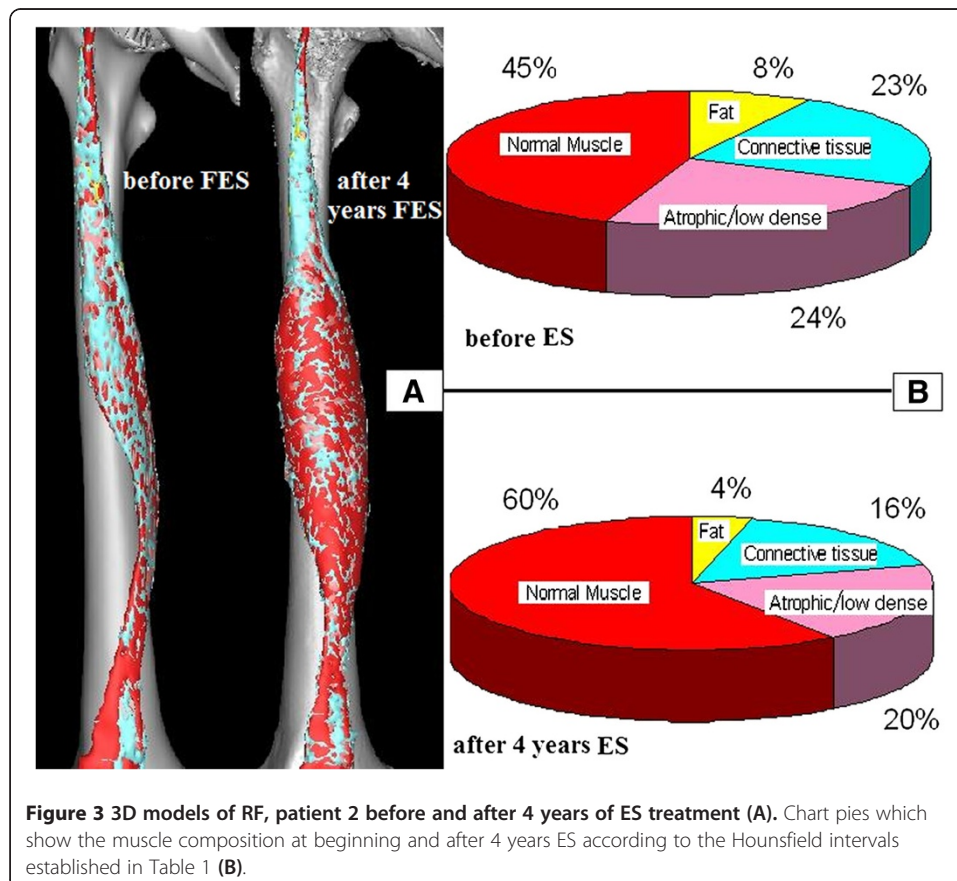 before FES
after 4
years FES
A
45%
8%
23%
Fat
Normal Muscle
Connective tissue
Atrophic/low dense
24%
before ES
B
60%
4%
16%
Fat
Connective tissue
Normal Muscle
Atrophic/low dense
20%
after 4 years ES
Figure 3 3D models of RF, patient 2 before and after 4 years of ES treatment (A). Chart pies which
show the muscle composition at beginning and after 4 years ES according to the Hounsfield intervals
established in Table 1 (B).